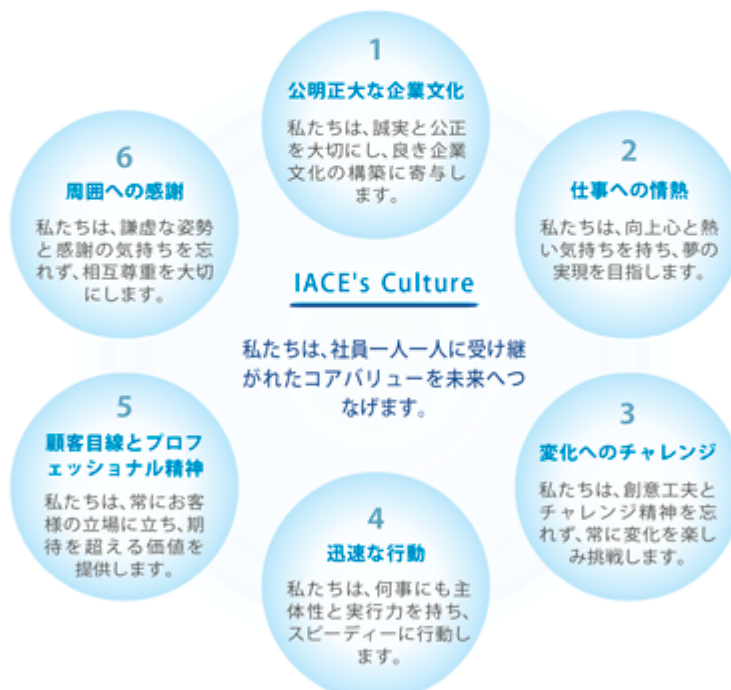 1
公明正大な企業文化
私たちは、誠実と公正
を大切にし、良き企業
文化の構築に寄与し
ます。
2
仕事への情熱
私たちは、向上心と熱
い気持ちを持ち、夢の
実現を目指します。
3
変化へのチャレンジ
私たちは、創意工夫と
チャレンジ精神を忘
れず、常に変化を楽し
み挑戦します。
4
迅速な行動
私たちは、何事にも主
体性と実行力を持ち、
スピーディーに行動し
ます。
5
顧客目線とプロフ
ェッショナル精神
私たちは、常にお客
様の立場に立ち、期
待を超える価値を
提供します。
6
周囲への感謝
私たちは、謙虚な姿勢
と感謝の気持ちを忘
れず、相互尊重を大切
にします。
IACE's Culture
私たちは、社員一人一人に受け継
がれたコアバリューを未来へつ
なげます。